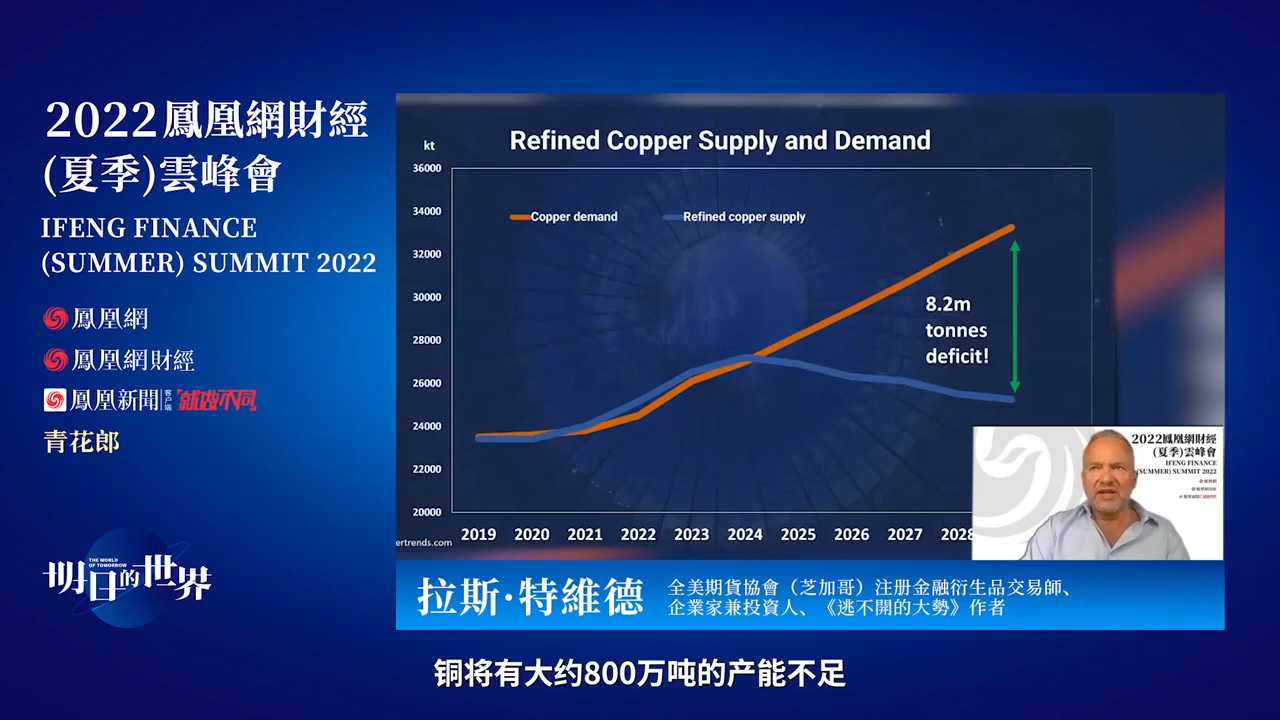 2022鳳凰網財經
(夏季)雲峰會
IFENG FINANCE
(SUMMER) SUMMIT 2022
鳳凰網
鳳凰網財經
鳳凰新聞 客户端 就做不同
青花郎
THE WORLD
OF TOMORROW
明日的世界
Refined Copper Supply and Demand
kt
36000
34000
32000
30000
28000
26000
24000
22000
20000
Copper demand
Refined copper supply
8.2m
tonnes
deficit!
2019 2020 2021 2022 2023 2024 2025 2026 2027 2028
ertrends.com
2022鳳凰網財經
(夏季)雲峰會
IFENG FINANCE
(SUMMER) SUMMIT 2022
拉斯·特維德
全美期貨協會（芝加哥）注册金融衍生品交易師、
企業家兼投資人、《逃不開的大勢》作者
铜将有大约800万吨的产能不足